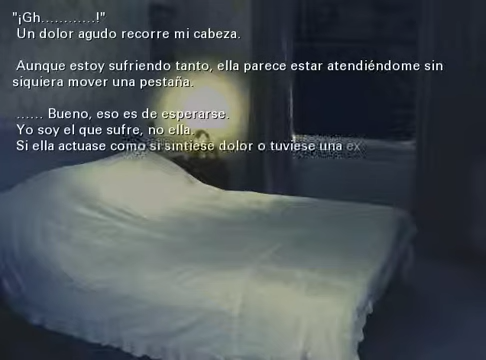 "¡Gh............!"
Un dolor agudo recorre mi cabeza.
Aunque estoy sufriendo tanto, ella parece estar atendiéndome sin
siquiera mover una pestaña.
...... Bueno, eso es de esperarse.
Yo soy el que sufre, no ella.
Si ella actuase como si sintiese dolor o tuviese una ex